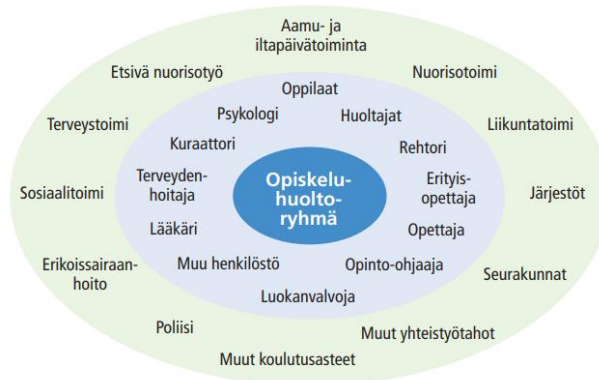 Aamu- ja
iltapäivätoiminta
Etsivä nuorisotyö
Nuorisotoimi
Oppilaat
Psykologi
Huoltajat
Terveystoimi
Liikuntatoimi
Kuraattori
Rehtori
Terveyden-
hoitaja
Opiskelu-
huolto-
ryhmä
Erityis-
opettaja
Sosiaalitoimi
Järjestöt
Lääkäri
Opettaja
Erikoissairaan-
hoito
Muu henkilöstö
Opinto-ohjaaja
Seurakunnat
Luokanvalvoja
Poliisi
Muut yhteistyötahot
Muut koulutusasteet